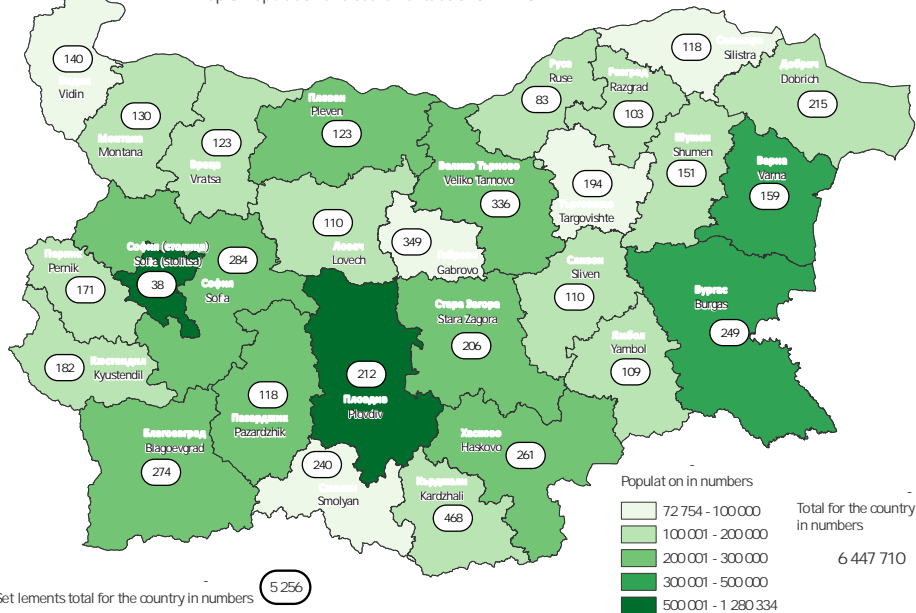 140
Vidin
130
Монтана
Montana
123
Враца
Vratsa
Плевен
Pleven
123
Русе
Ruse
83
Разград
Razgrad
103
118
Silistra
Добрич
Dobrich
215
Шумен
Shumen
151
Варна
Varna
159
194
Targovishte
Велико Търново
Veliko Tarnovo
336
110
Ловеч
Lovech
349
Gabrovo
София (столица)
Sofia (stolitsa)
38
284
София
Sofia
Перник
Pernik
171
182
Кюстендил
Kyustendil
Сливен
Sliven
110
Стара Загора
Stara Zagora
206
Бургас
Burgas
249
Ямбол
Yambol
109
118
Пазарджик
Pazardzhik
212
Пловдив
Plovdiv
Благоевград
Blagoevgrad
274
240
Smolyan
Хасково
Haskovo
261
Кърджали
Kardzhali
468
Population in numbers
72 754 - 100 000
100 001 - 200 000
200 001 - 300 000
300 001 - 500 000
500 001 - 1 280 334
Total for the country
in numbers
6 447 710
Set lements total for the country in numbers
5 256